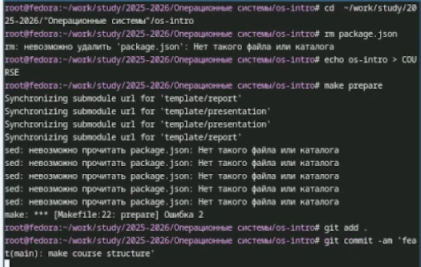 root@fedora:~/work/study/2025-2026/Операционные системы/os-intro# cd  ~/work/study/20
25-2026/"Операционные системы"/os-intro
root@fedora:~/work/study/2025-2026/Операционные системы/os-intro# rm package.json
rm: невозможно удалить 'package.json': Нет такого файла или каталога
root@fedora:~/work/study/2025-2026/Операционные системы/os-intro# echo os-intro > COU
RSE
root@fedora:~/work/study/2025-2026/Операционные системы/os-intro# make prepare
Synchronizing submodule url for 'template/report'
Synchronizing submodule url for 'template/presentation'
Synchronizing submodule url for 'template/presentation'
Synchronizing submodule url for 'template/report'
sed: невозможно прочитать package.json: Нет такого файла или каталога
sed: невозможно прочитать package.json: Нет такого файла или каталога
sed: невозможно прочитать package.json: Нет такого файла или каталога
sed: невозможно прочитать package.json: Нет такого файла или каталога
sed: невозможно прочитать package.json: Нет такого файла или каталога
make: *** [Makefile:22: prepare] Ошибка 2
root@fedora:~/work/study/2025-2026/Операционные системы/os-intro# git add .
root@fedora:~/work/study/2025-2026/Операционные системы/os-intro# git commit -am 'fea
t(main): make course structure'